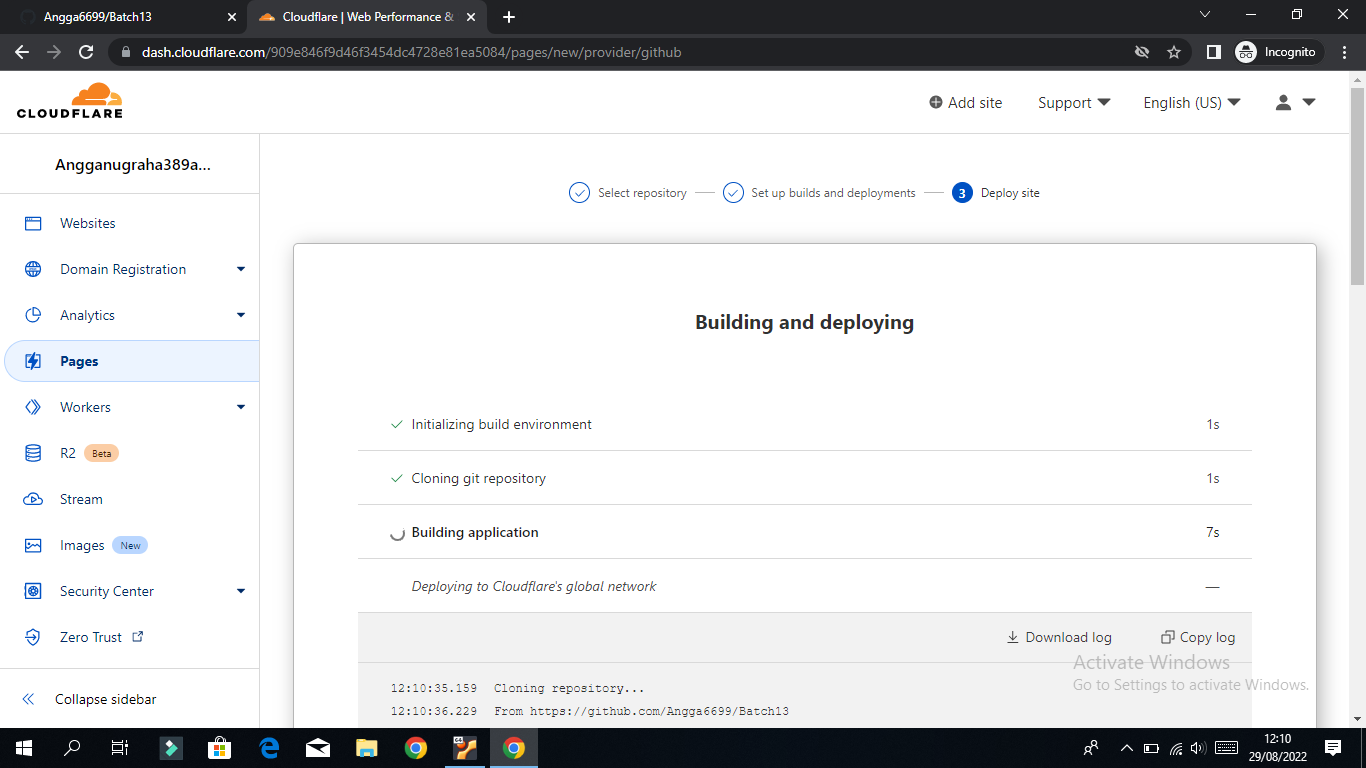 Angga6699/Batch13
Cloudflare | Web Performance &
dash.cloudflare.com/909e846f9d46f3454dc4728e81ea5084/pages/new/provider/github
Incognito
CLOUDFLARE
Add site
Support
English (US)
Angganugraha389a...
Websites
Domain Registration
Analytics
Pages
Workers
R2 Beta
Stream
Images New
Security Center
Zero Trust
Collapse sidebar
Select repository
Set up builds and deployments
3 Deploy site
Building and deploying
Initializing build environment 1s
Cloning git repository 1s
Building application 7s
Deploying to Cloudflare's global network —
Download log
Copy log
12:10:35.159 Cloning repository...
12:10:36.229 From https://github.com/Angga6699/Batch13
Activate Windows
Go to Settings to activate Windows.
64
12:10
29/08/2022